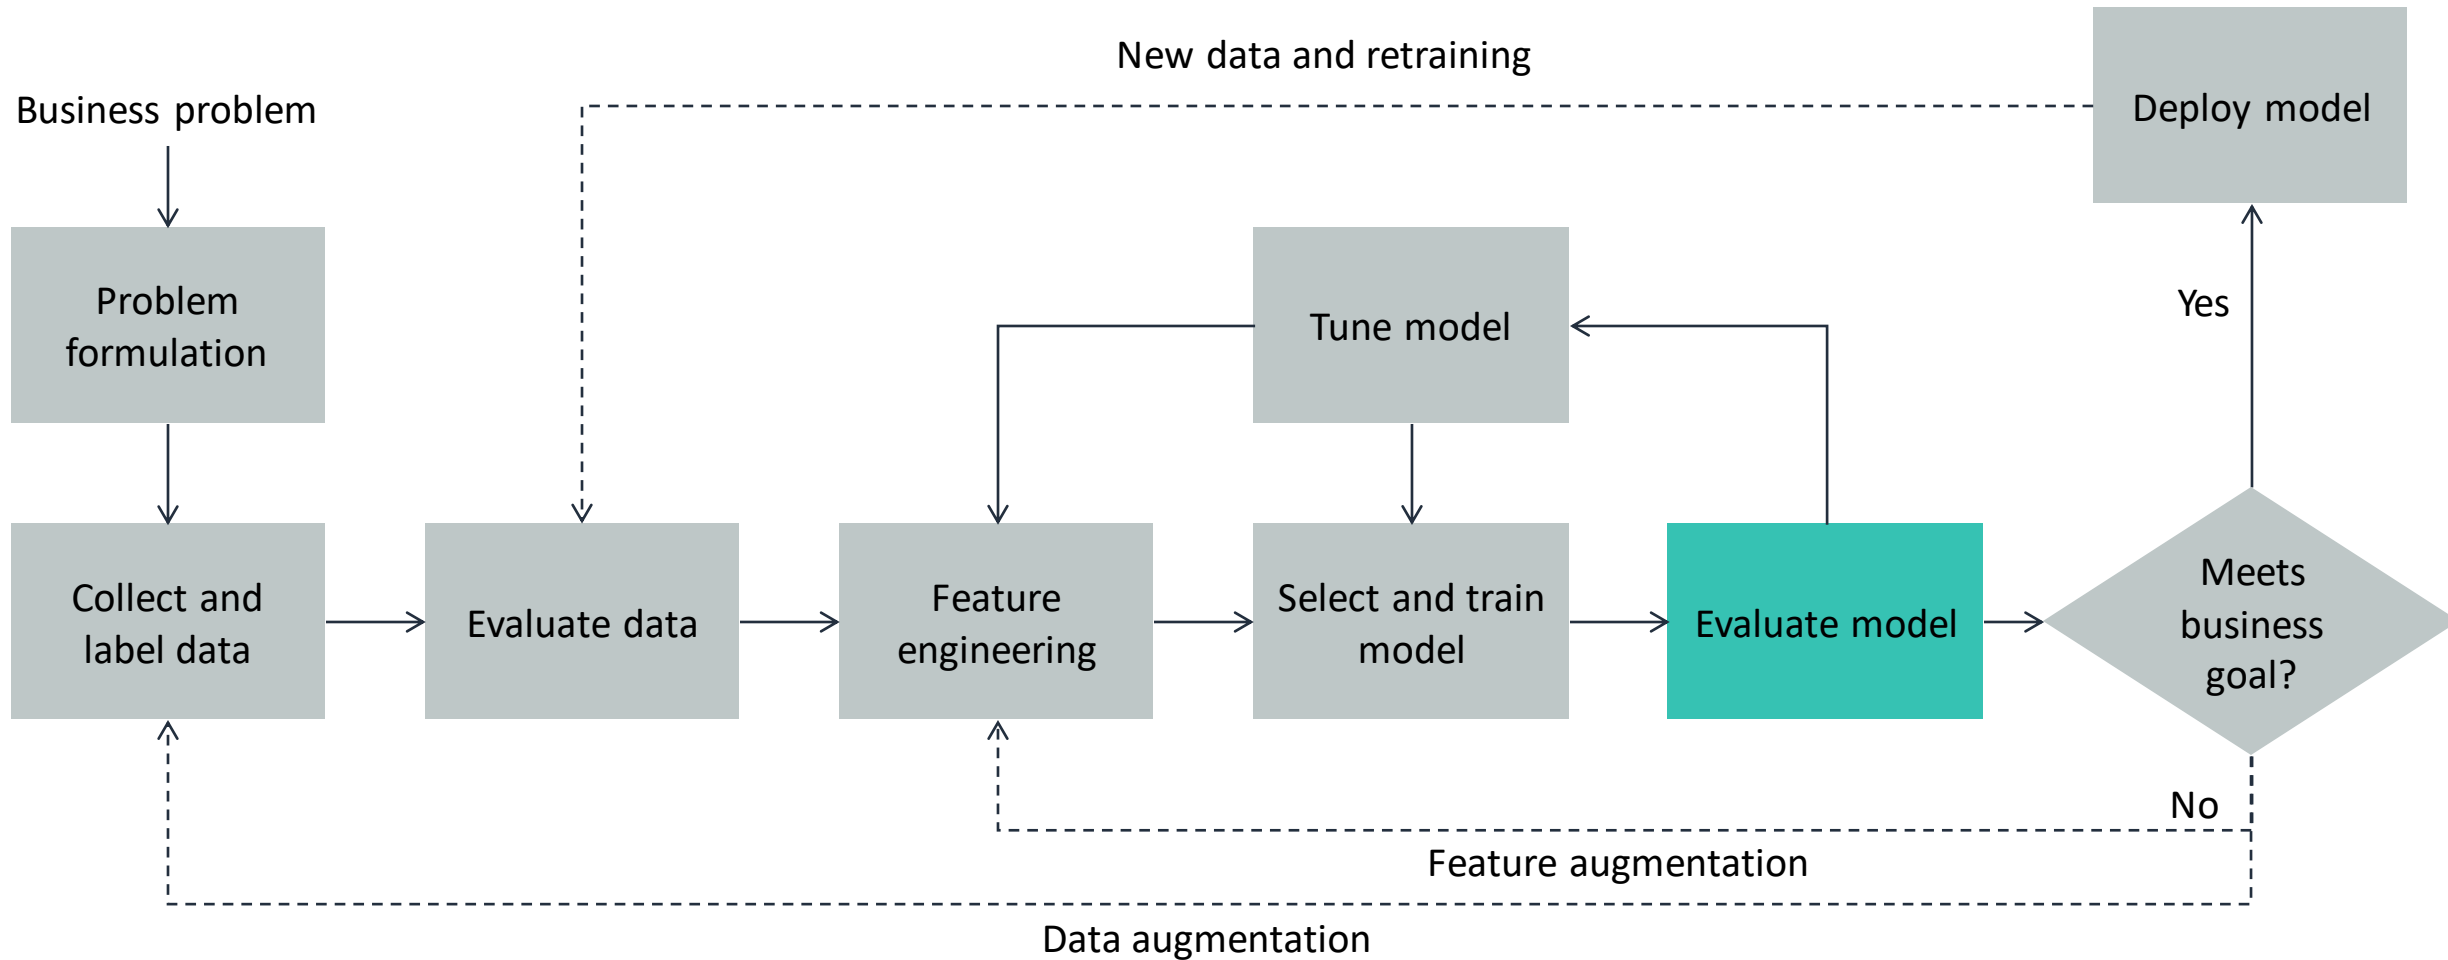 New data and retraining
Business problem
Deploy model
Problem
formulation
Tune model
Yes
Collect and
label data
Evaluate data
Feature
engineering
Select and train
model
Evaluate model
Meets
business
goal?
No
Feature augmentation
Data augmentation